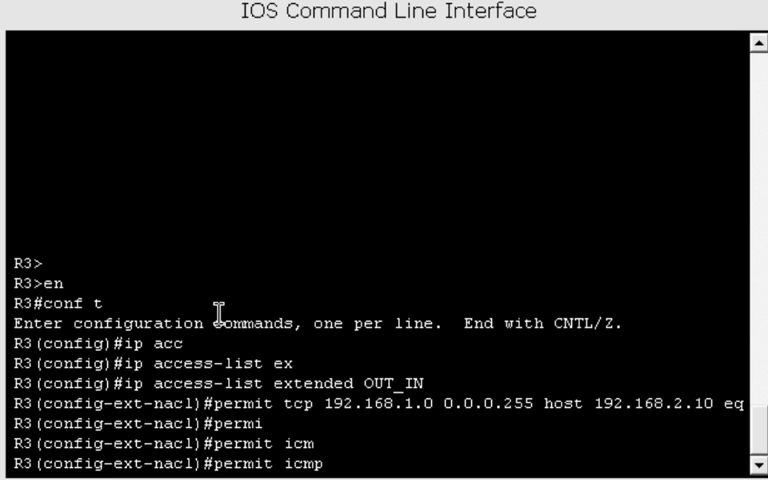 IOS Command Line Interface
R3>
R3>en
R3#conf t
Enter configuration commands, one per line.  End with CNTL/Z.
R3(config)#ip acc
R3(config)#ip access-list ex
R3(config)#ip access-list extended OUT_IN
R3(config-ext-nacl)#permit tcp 192.168.1.0 0.0.0.255 host 192.168.2.10 eq
R3(config-ext-nacl)#permi
R3(config-ext-nacl)#permit icm
R3(config-ext-nacl)#permit icmp